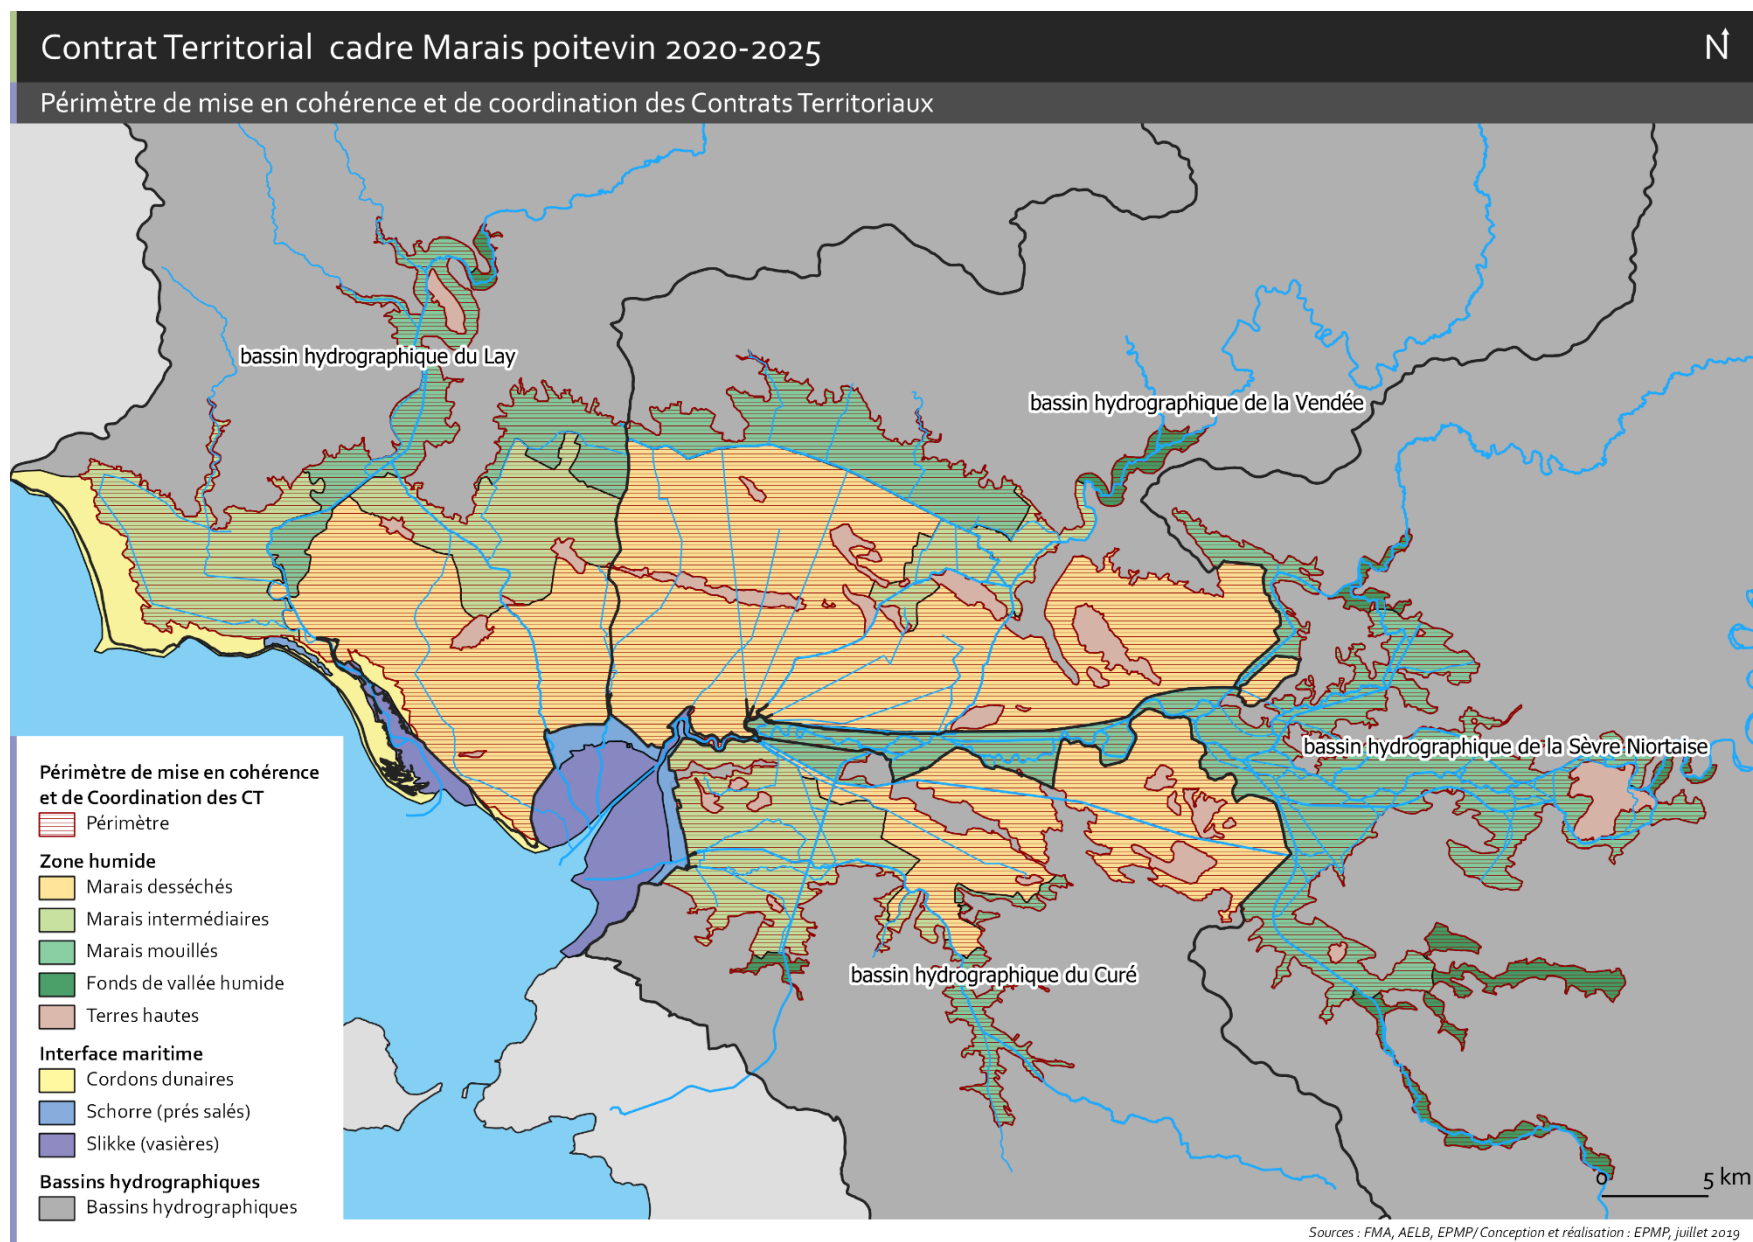 Contrat Territorial cadre Marais poitevin 2020-2025
N
Périmètre de mise en cohérence et de coordination des Contrats Territoriaux
bassin hydrographique du Lay
bassin hydrographique de la Vendée
bassin hydrographique de la Sèvre Niortaise
bassin hydrographique du Curé
Périmètre de mise en cohérence
et de Coordination des CT
Périmètre
Zone humide
Marais desséchés
Marais intermédiaires
Marais mouillés
Fonds de vallée humide
Terres hautes
Interface maritime
Cordons dunaires
Schorre (prés salés)
Slikke (vasières)
Bassins hydrographiques
Bassins hydrographiques
0 5 km
Sources : FMA, AELB, EPMP/ Conception et réalisation : EPMP, juillet 2019